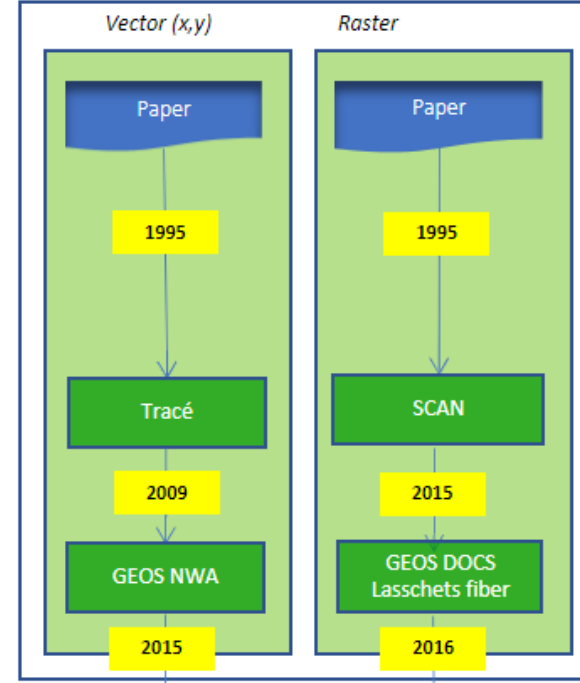 Vector (x,y)
Raster
Paper
Paper
1995
1995
Tracé
SCAN
2009
2015
GEOS NWA
GEOS DOCS
Lasschets fiber
2015
2016